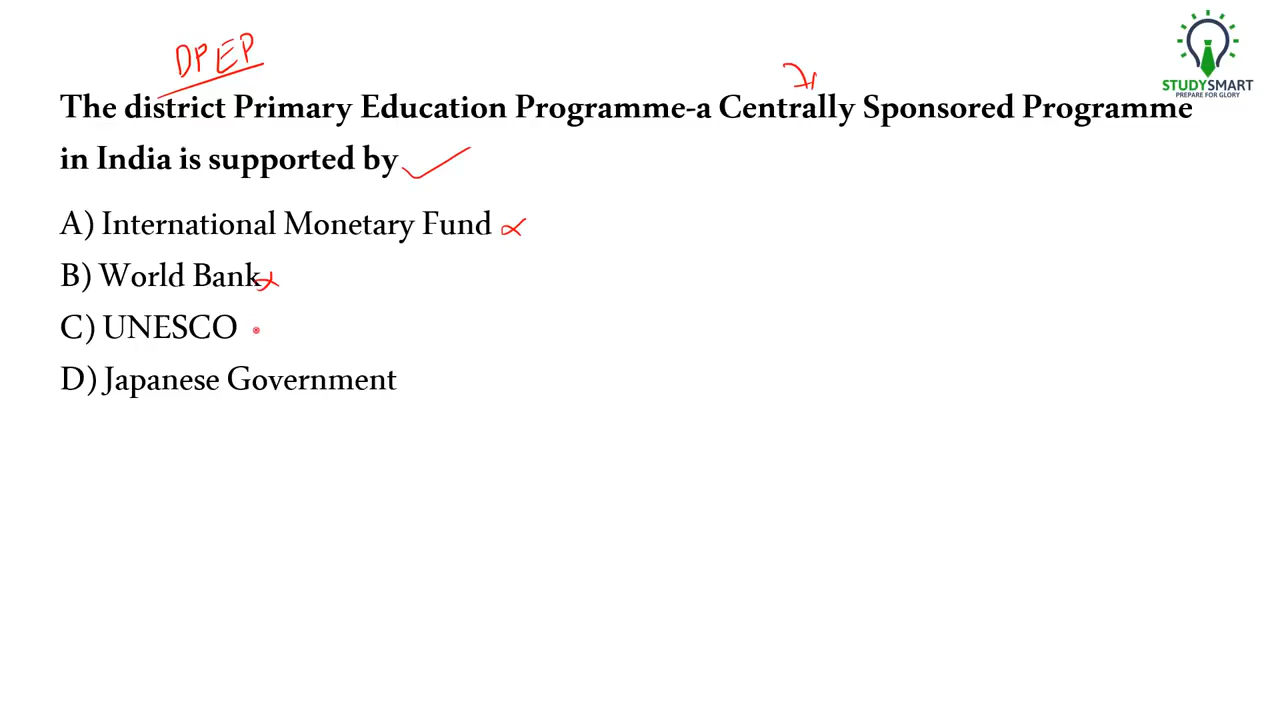 DPEP
STUDYSMART
PREPARE FOR GLORY
The district Primary Education Programme-a Centrally Sponsored Programme
in India is supported by
A) International Monetary Fund
B) World Bank
C) UNESCO
D) Japanese Government